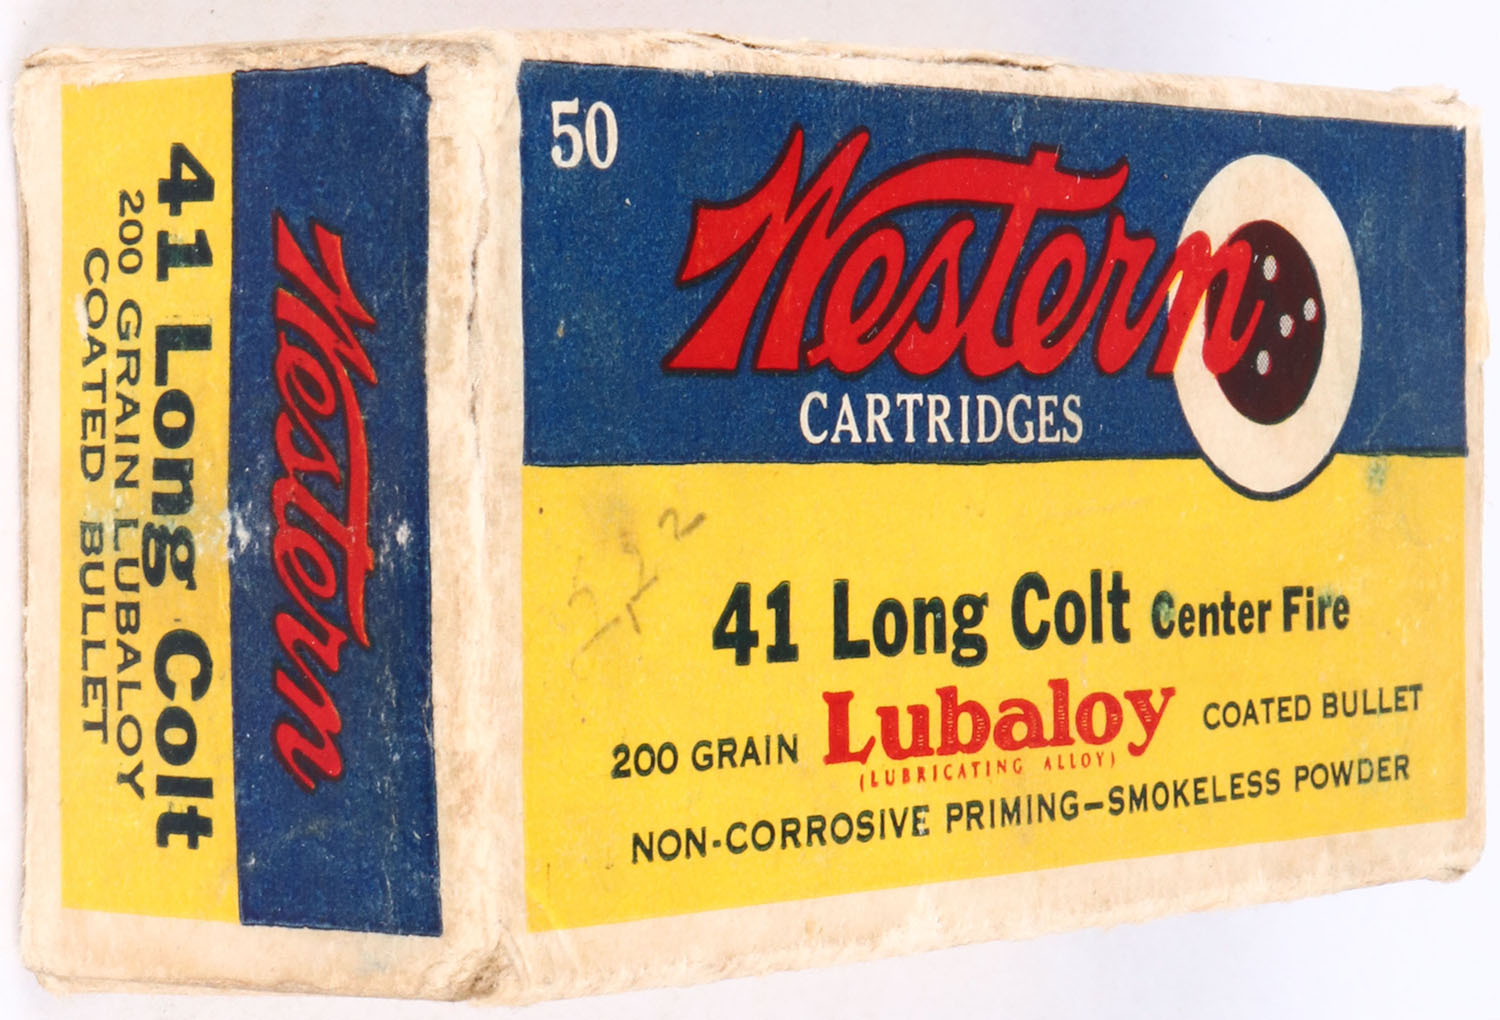 50
Western
CARTRIDGES
41 Long Colt Center Fire
200 GRAIN Lubaloy COATED BULLET
(LUBRICATING ALLOY)
NON-CORROSIVE PRIMING—SMOKELESS POWDER
Western
41 Long Colt
200 GRAIN LUBALOY
COATED BULLET